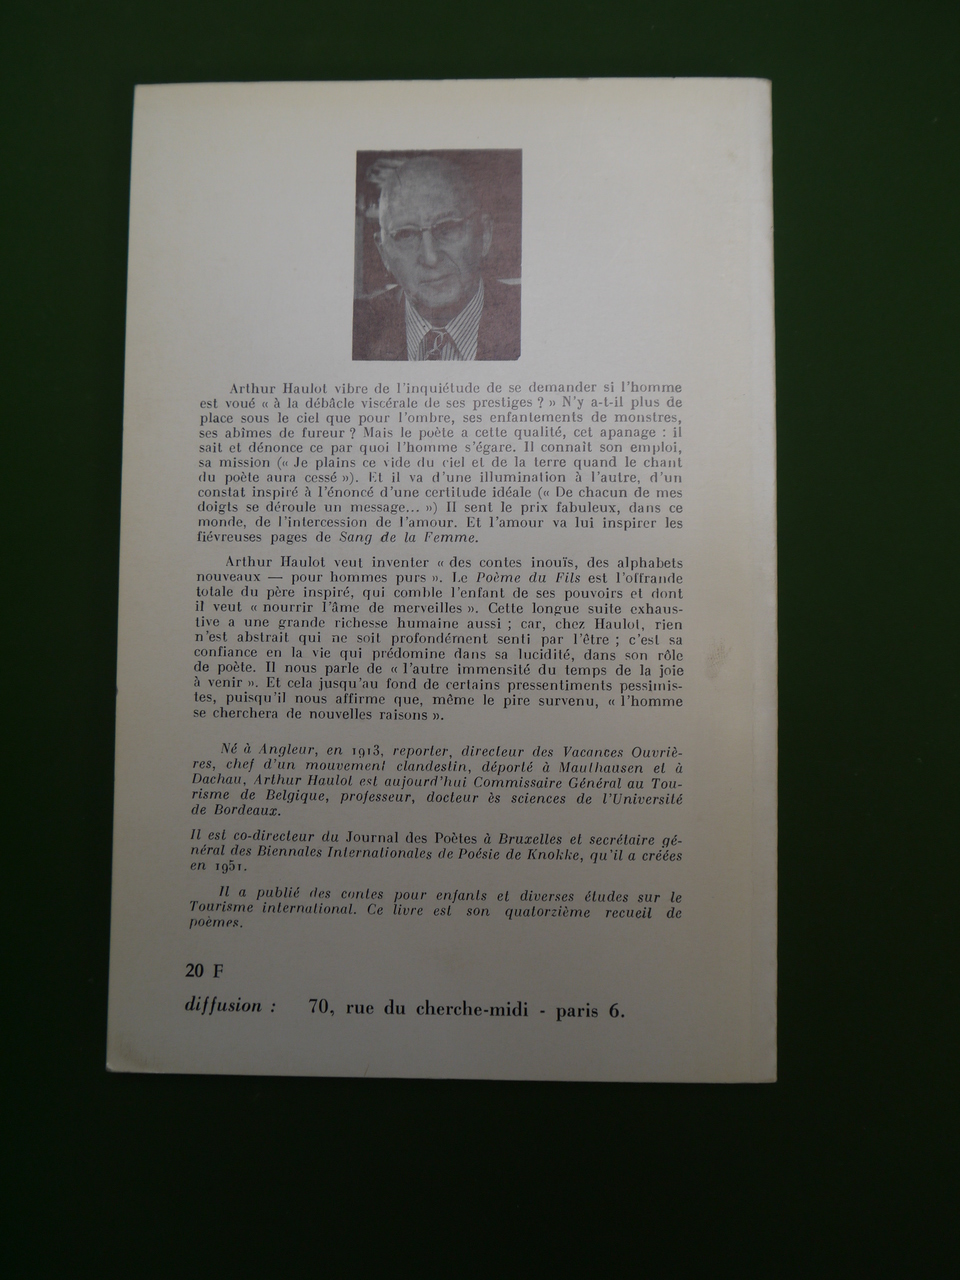 Arthur Haulot vibre de l'inquiétude de se demander si l'homme
est voué « à la débâcle viscérale de ses prestiges ? » N'y a-t-il plus de
place sous le ciel que pour l'ombre, ses enfantements de monstres,
ses abîmes de fureur ? Mais le poète a cette qualité, cet apanage : il
sait et dénonce ce par quoi l'homme s'égare. Il connaît son emploi,
sa mission (« Je plains ce vide du ciel et de la terre quand le chant
du poète aura cessé »). Et il va d'une illumination à l'autre, d'un
constat inspiré à l'énoncé d'une certitude idéale (« De chacun de mes
doigts se déroule un message... ») Il sent le prix fabuleux, dans ce
monde, de l'intercession de l'amour. Et l'amour va lui inspirer les
fiévreuses pages de Sang de la Femme.
Arthur Haulot veut inventer « des contes inouïs, des alphabets
nouveaux — pour hommes purs ». Le Poème du Fils est l'offrande
totale du père inspiré, qui comble l'enfant de ses pouvoirs et dont
il veut « nourrir l'âme de merveilles ». Cette longue suite exhaus-
tive a une grande richesse humaine aussi ; car, chez Haulot, rien
n'est abstrait qui ne soit profondément senti par l'être ; c'est sa
confiance en la vie qui prédomine dans sa lucidité, dans son rôle
de poète. Il nous parle de « l'autre immensité du temps de la joie
à venir ». Et cela jusqu'au fond de certains pressentiments pessimis-
tes, puisqu'il nous affirme que, même le pire survenu, « l'homme
se cherchera de nouvelles raisons ».
Né à Angleur, en 1913, reporter, directeur des Vacances Ouvriè-
res, chef d'un mouvement clandestin, déporté à Mauthausen et à
Dachau, Arthur Haulot est aujourd'hui Commissaire Général au Tou-
risme de Belgique, professeur, docteur ès sciences de l'Université
de Bordeaux.
Il est co-directeur du Journal des Poètes à Bruxelles et secrétaire gé-
néral des Biennales Internationales de Poésie de Knokke, qu'il a créées
en 1951.
Il a publié des contes pour enfants et diverses études sur le
Tourisme international. Ce livre est son quatorzième recueil de
poèmes.
20 F
diffusion : 70, rue du cherche-midi - paris 6.